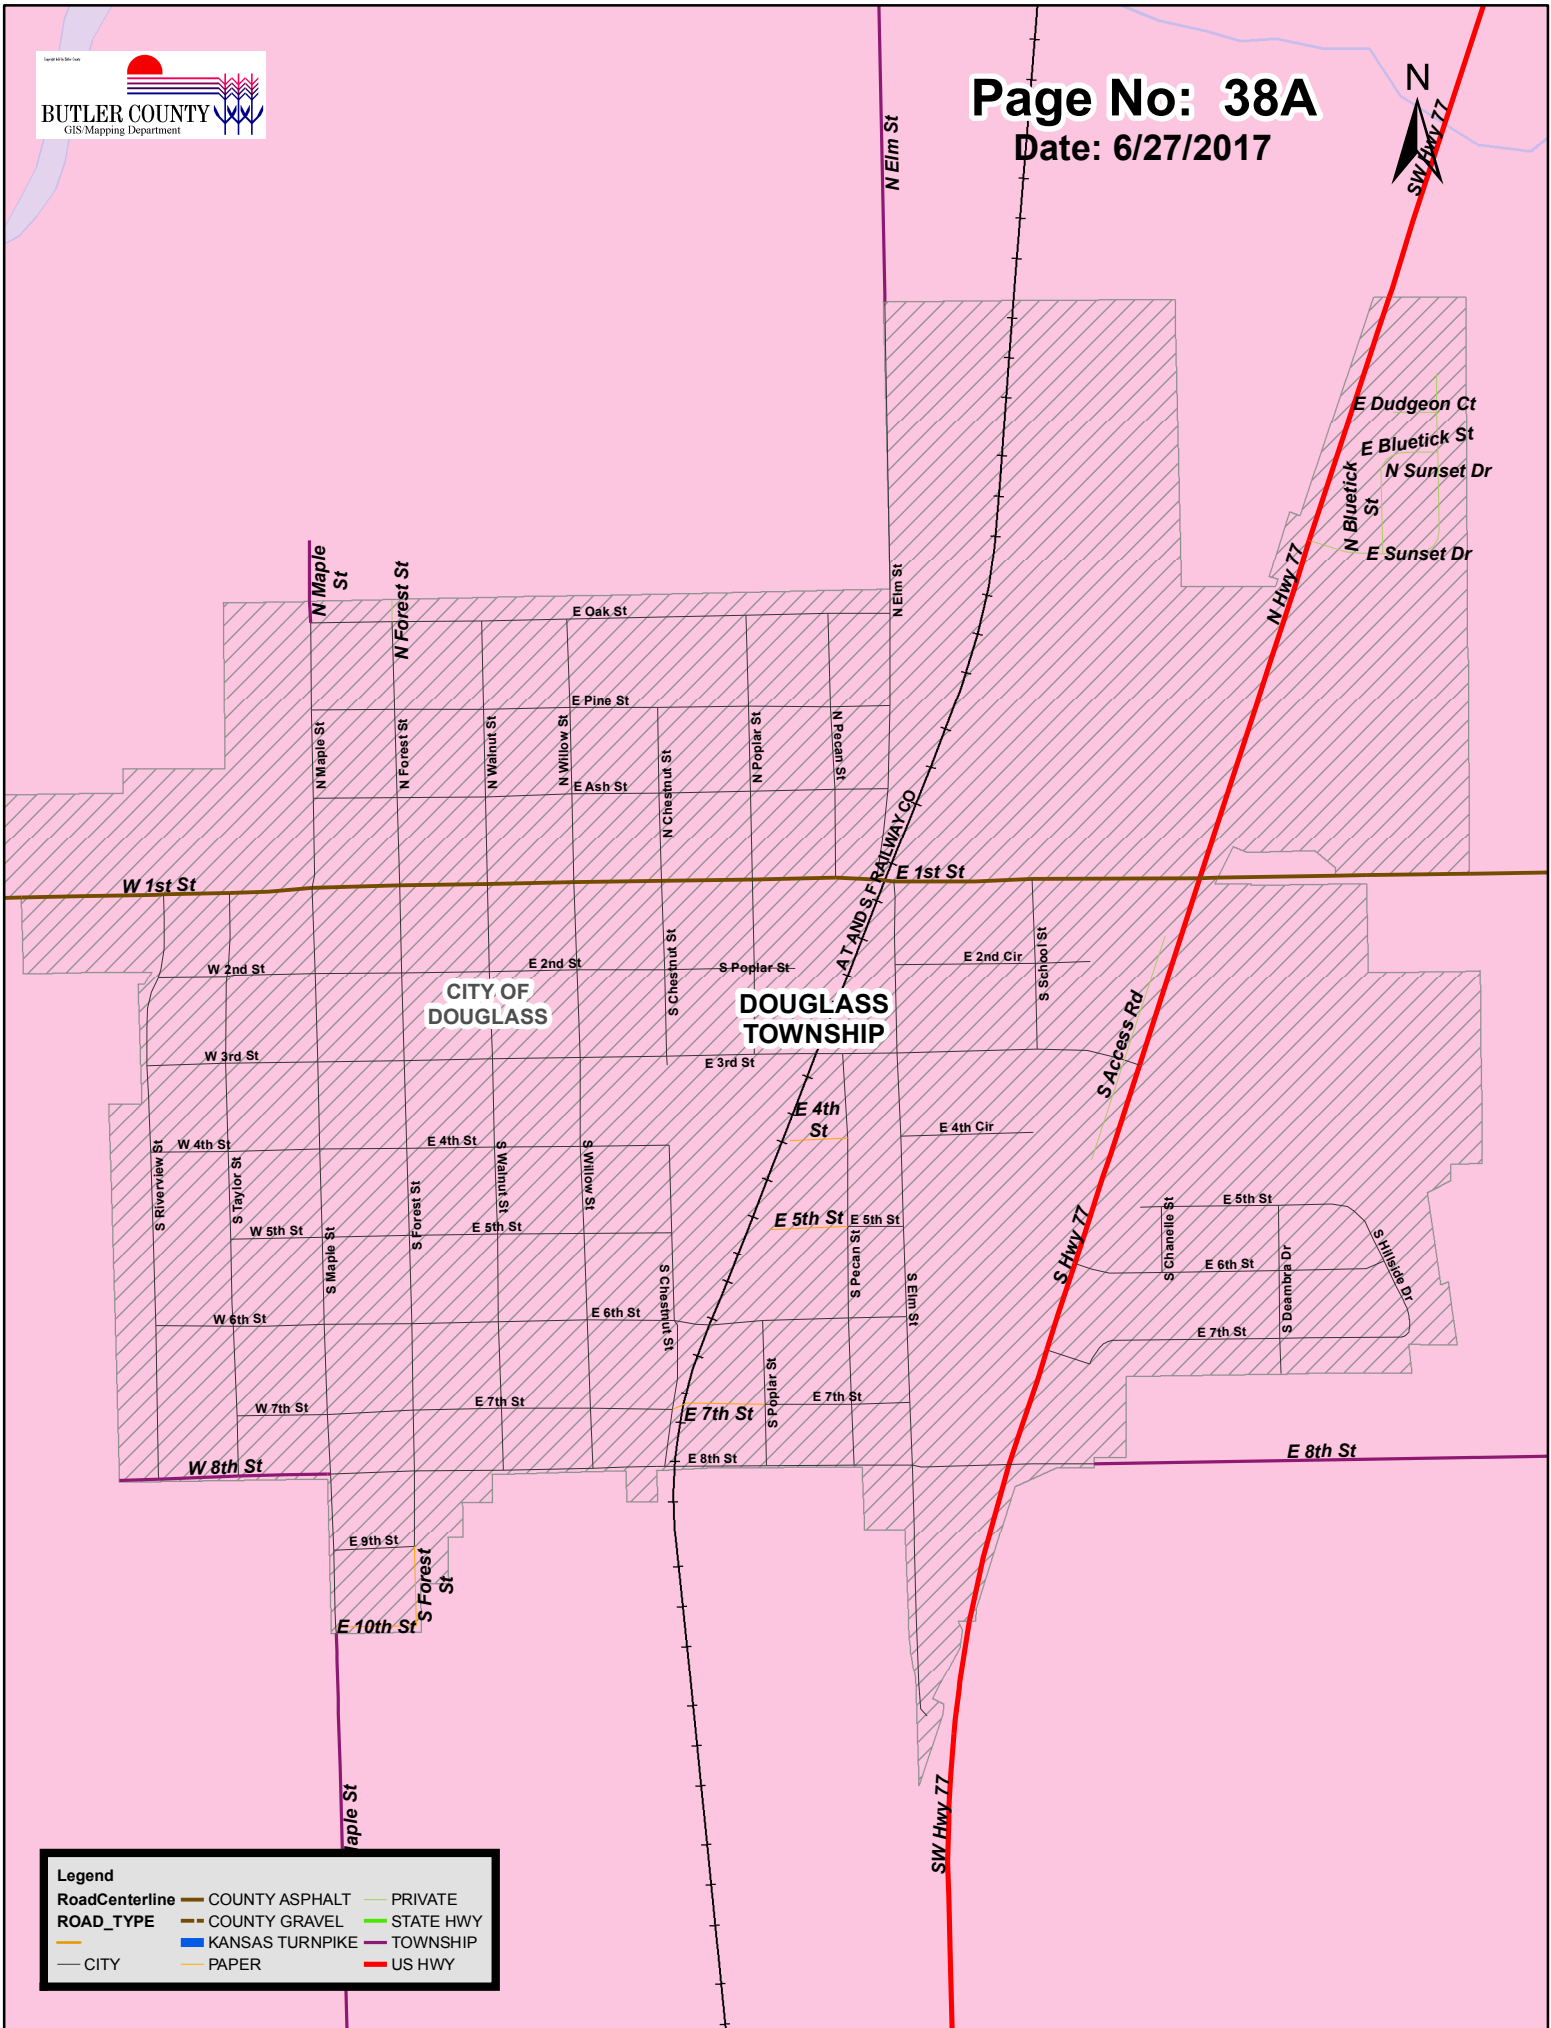 Copyright 2015 by Butler County
BUTLER COUNTY
GIS/Mapping Department
Page No: 38A
Date: 6/27/2017
N
SW Hwy 77
N Elm St
E Dudgeon Ct
E Bluetick St
N Sunset Dr
N Bluetick
St
E Sunset Dr
N Hwy 77
N Maple
St
N Forest St
E Oak St
N Elm St
E Pine St
N Maple St
N Forest St
N Walnut St
N Willow St
N Chestnut St
N Poplar St
N Pecan St
E Ash St
A T AND S, F RAILWAY CO
W 1st St
E 1st St
W 2nd St
E 2nd St
S Chestnut St
S Poplar St
E 2nd Cir
S School St
CITY OF
DOUGLASS
DOUGLASS
TOWNSHIP
S Access Rd
W 3rd St
E 3rd St
E 4th
St
W 4th St
E 4th St
E 4th Cir
S Riverview St
S Taylor St
S Maple St
S Forest St
S Walnut St
S Willow St
W 5th St
E 5th St
E 5th St
E 5th St
S Pecan St
S Elm St
S Chestnut St
S Hwy 77
E 5th St
S Chanelle St
S Deambra Dr
S Hillside Dr
E 6th St
E 7th St
W 6th St
E 6th St
S Poplar St
W 7th St
E 7th St
E 7th St
E 7th St
W 8th St
E 8th St
E 8th St
E 9th St
S Forest
St
E 10th St
SW Hwy 77
aple St
Legend
RoadCenterline COUNTY ASPHALT PRIVATE
ROAD_TYPE COUNTY GRAVEL STATE HWY
KANSAS TURNPIKE TOWNSHIP
CITY PAPER US HWY